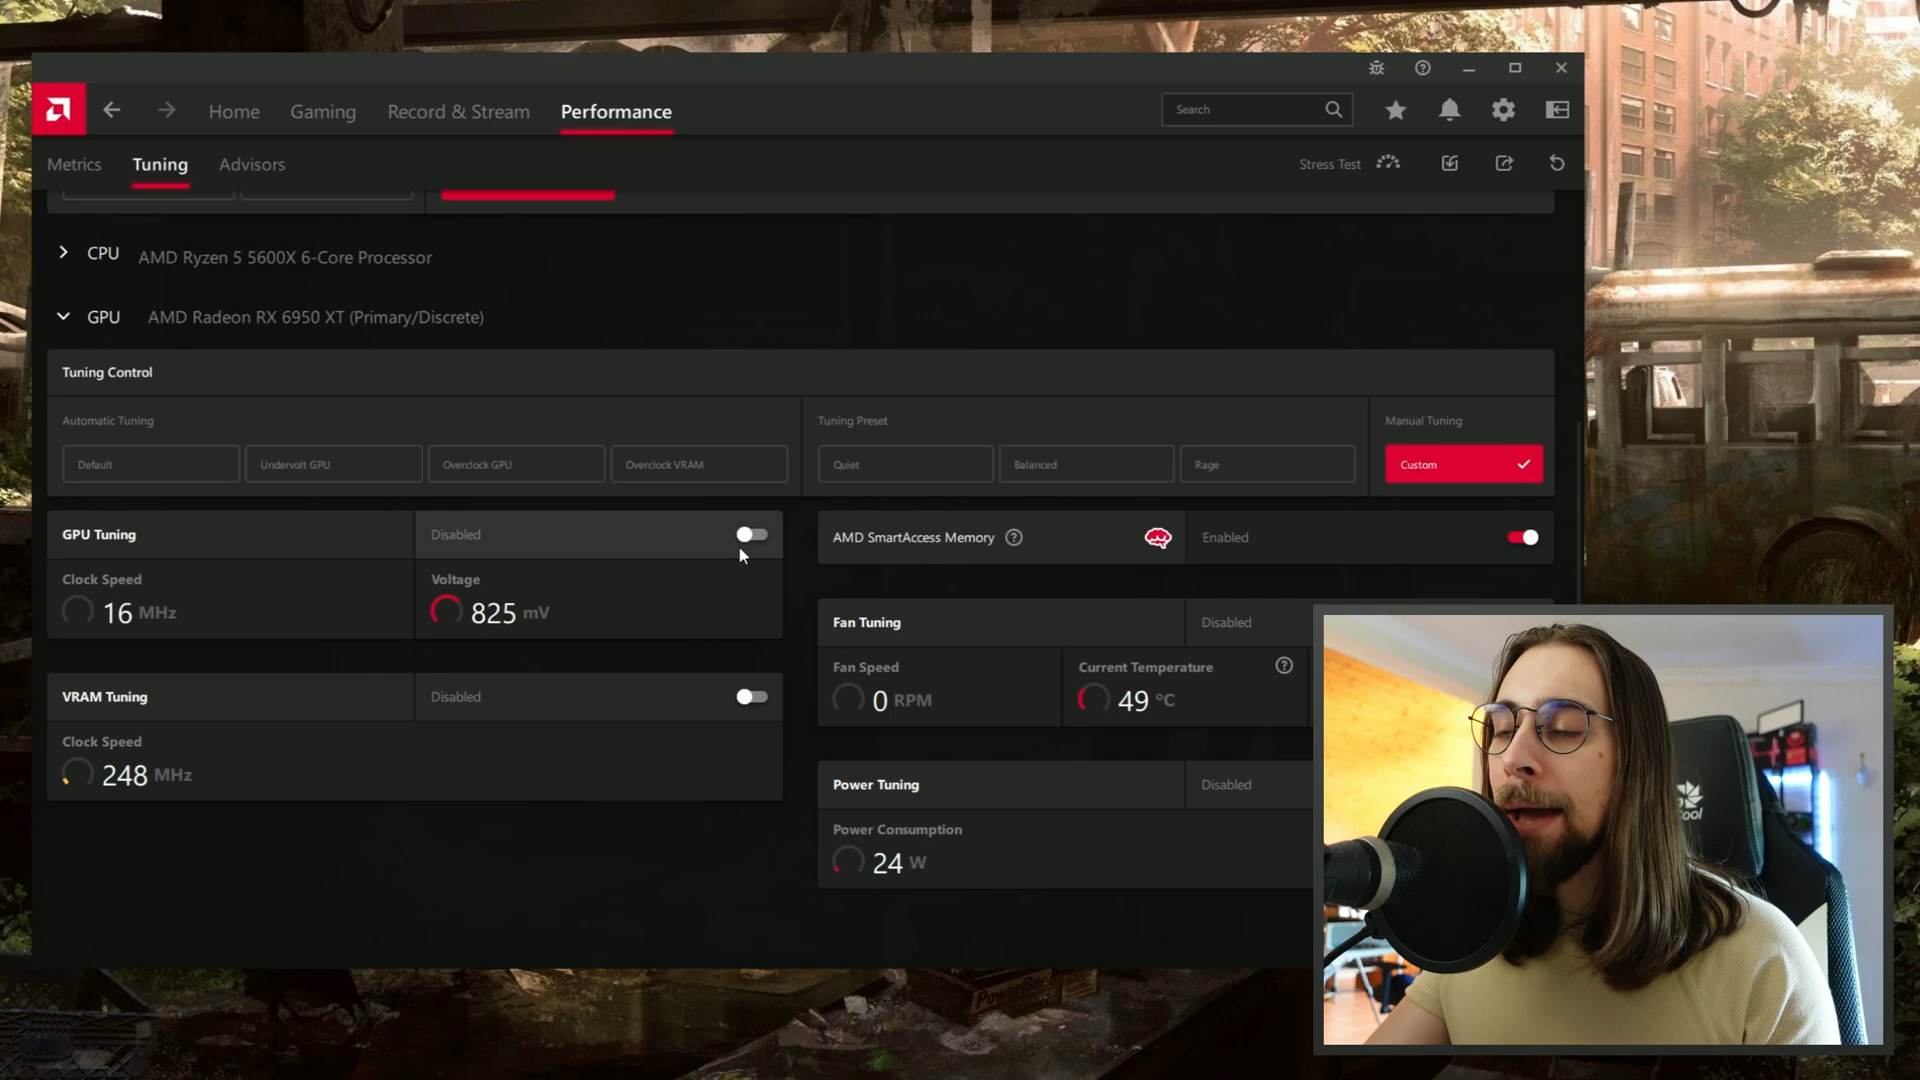 Home Gaming Record & Stream Performance Search
Metrics Tuning Advisors Stress Test
CPU AMD Ryzen 5 5600X 6-Core Processor
GPU AMD Radeon RX 6950 XT (Primary/Discrete)
Tuning Control
Automatic Tuning Tuning Preset Manual Tuning
Default Undervolt GPU Overclock GPU Overclock VRAM Quiet Balanced Rage Custom
GPU Tuning Disabled
Clock Speed Voltage
16 MHz 825 mV
VRAM Tuning Disabled
Clock Speed
248 MHz
AMD SmartAccess Memory ? Enabled
Fan Tuning Disabled
Fan Speed Current Temperature ?
0 RPM 49 °C
Power Tuning Disabled
Power Consumption
24 W